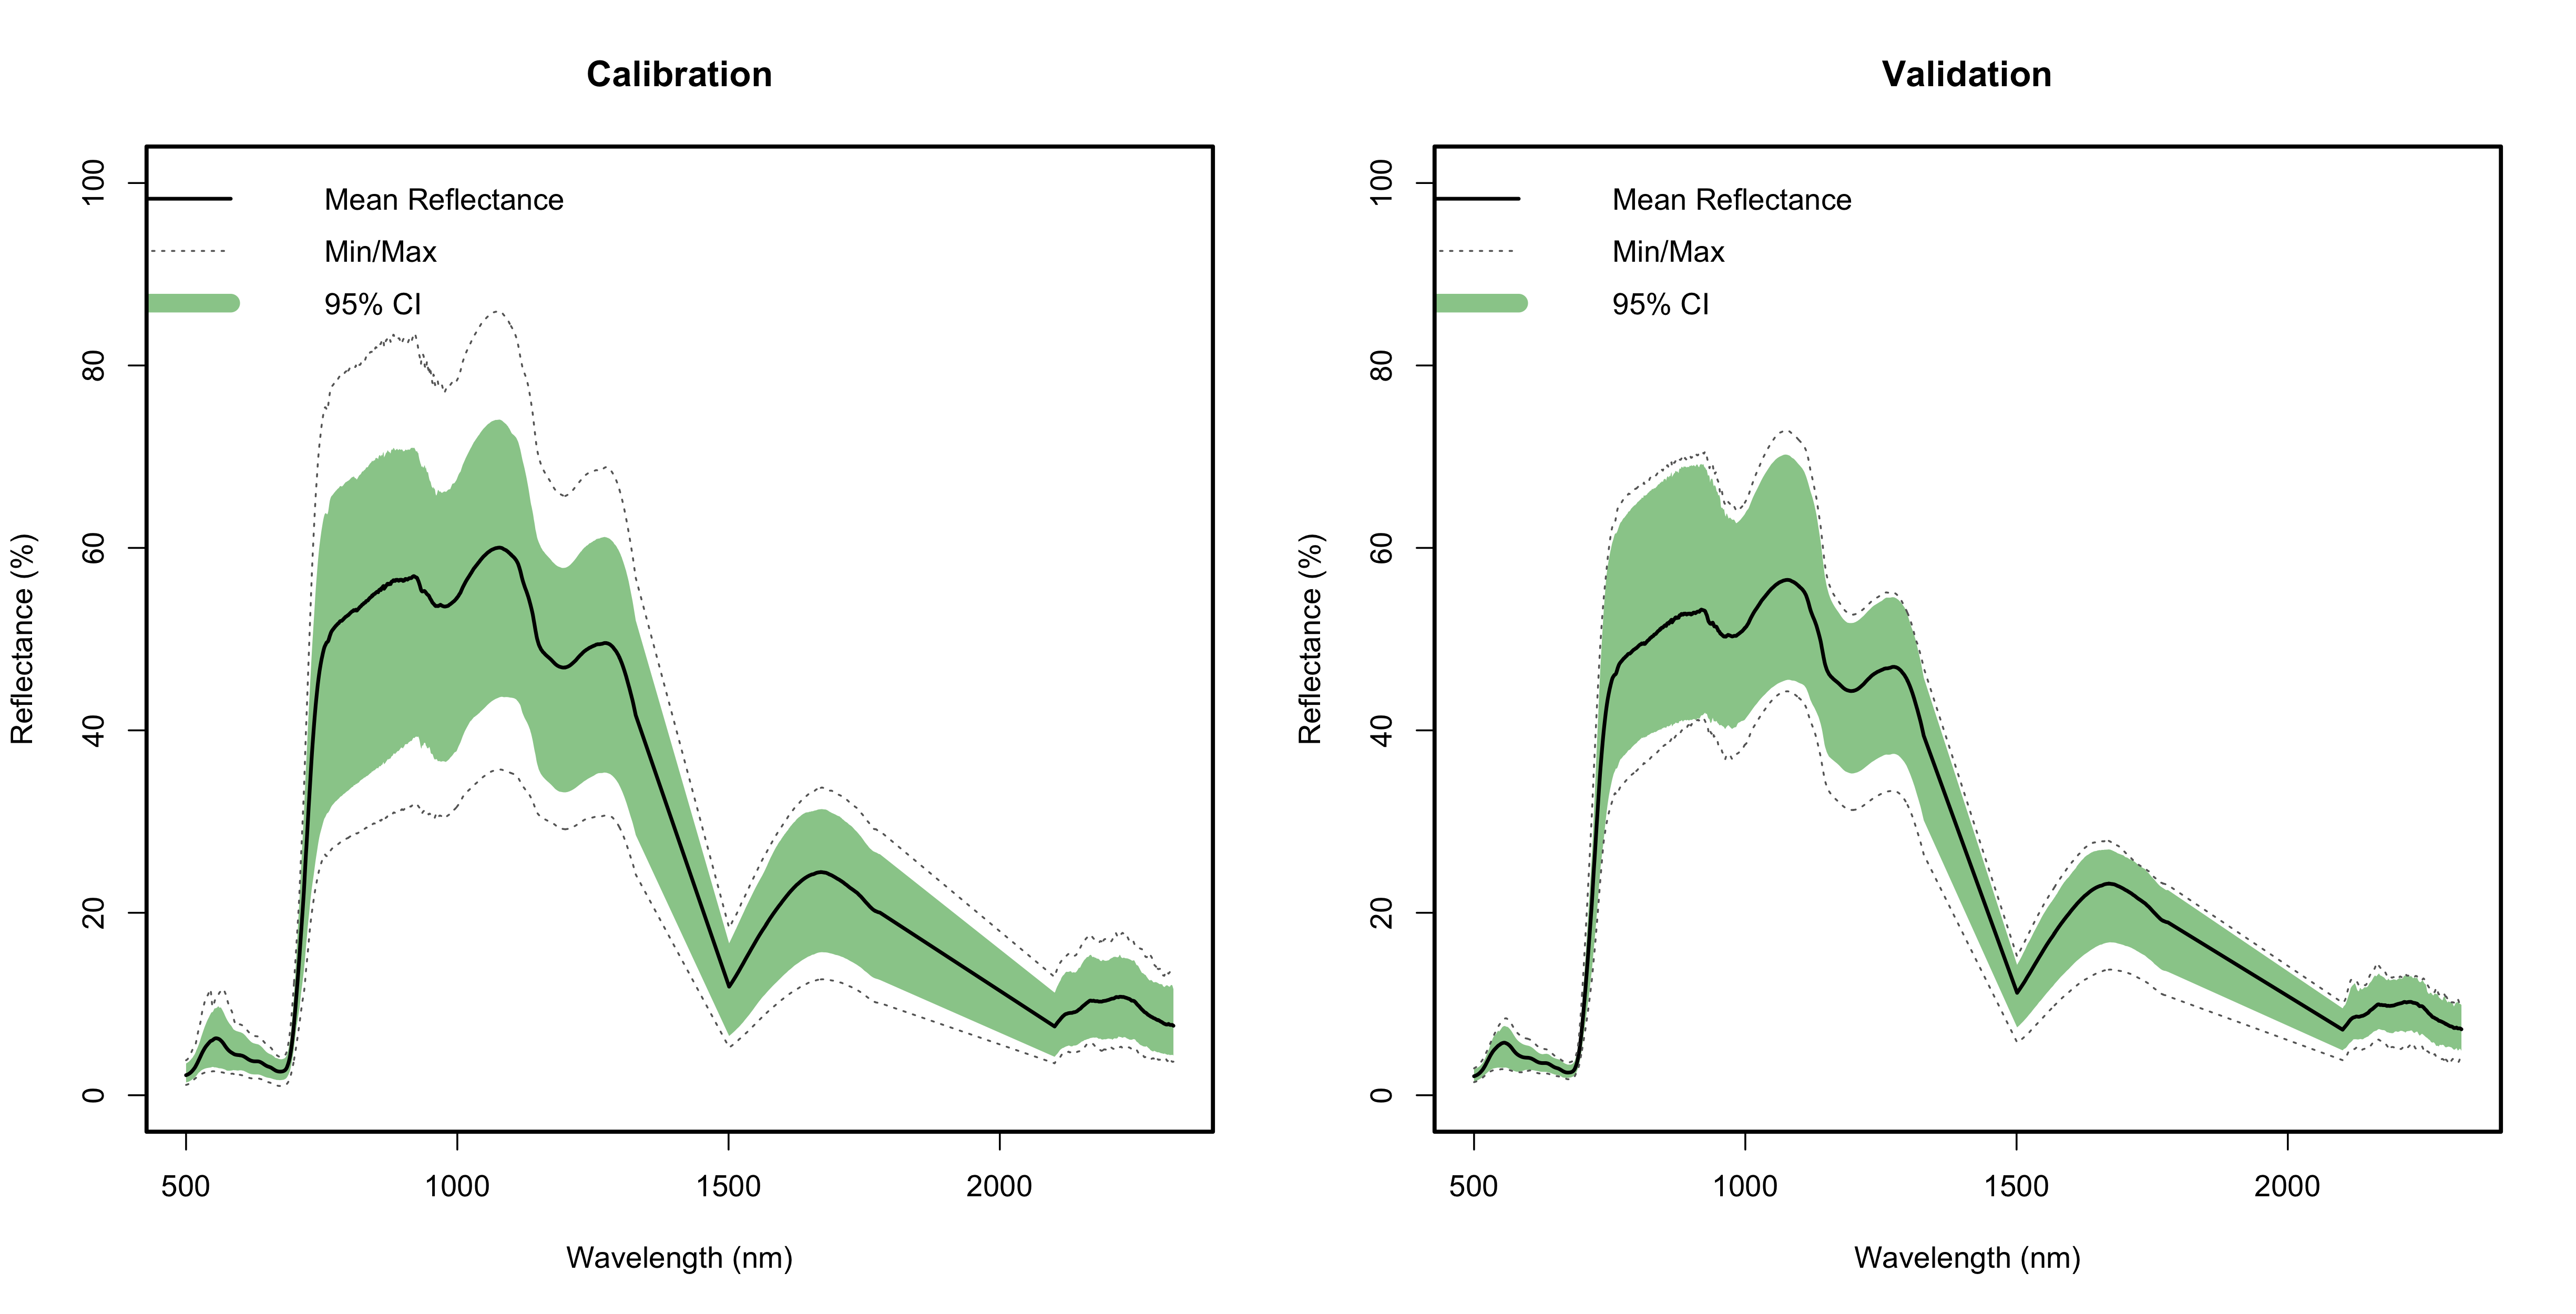 Calibration
Mean Reflectance
Min/Max
95% CI
Reflectance (%)
100
80
60
40
20
0
500 1000 1500 2000
Wavelength (nm)
Validation
Mean Reflectance
Min/Max
95% CI
Reflectance (%)
100
80
60
40
20
0
500 1000 1500 2000
Wavelength (nm)